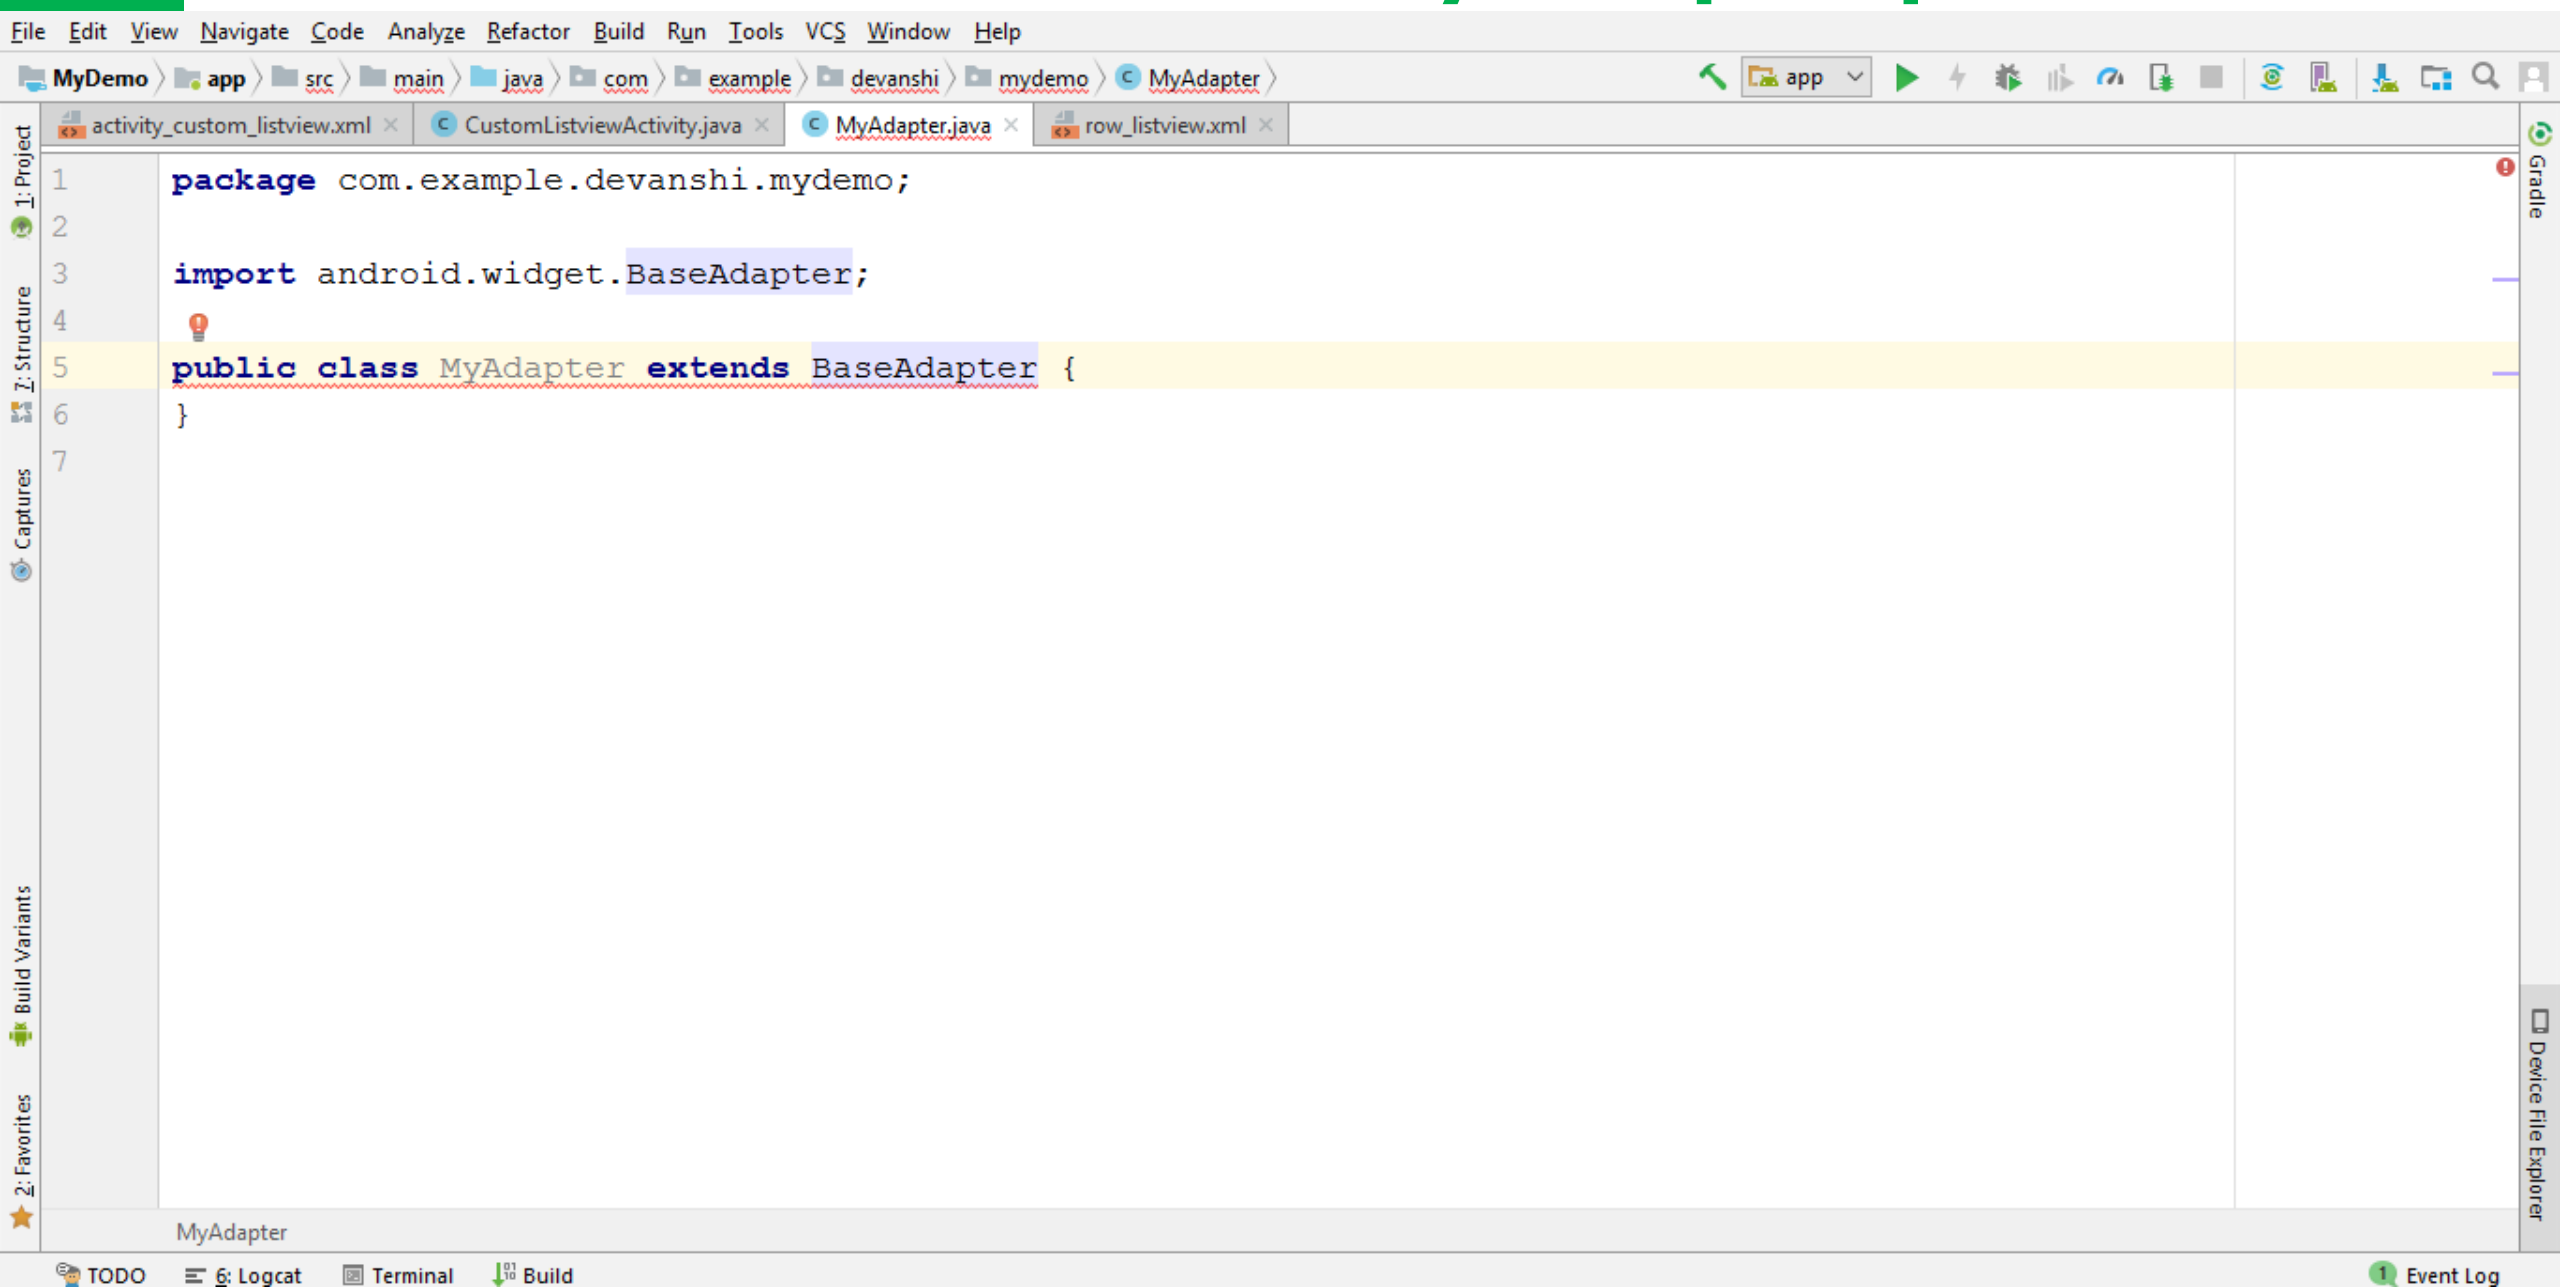 File Edit View Navigate Code Analyze Refactor Build Run Tools VCS Window Help
MyDemo app src main java com example devanshi mydemo MyAdapter app
activity_custom_listview.xml CustomListviewActivity.java MyAdapter.java row_listview.xml
1: Project
7: Structure
Captures
Build Variants
2: Favorites
1 package com.example.devanshi.mydemo;
2
3 import android.widget.BaseAdapter;
4
5 public class MyAdapter extends BaseAdapter {
6 }
7
Gradle
Device File Explorer
MyAdapter
TODO 6: Logcat Terminal Build 1 Event Log